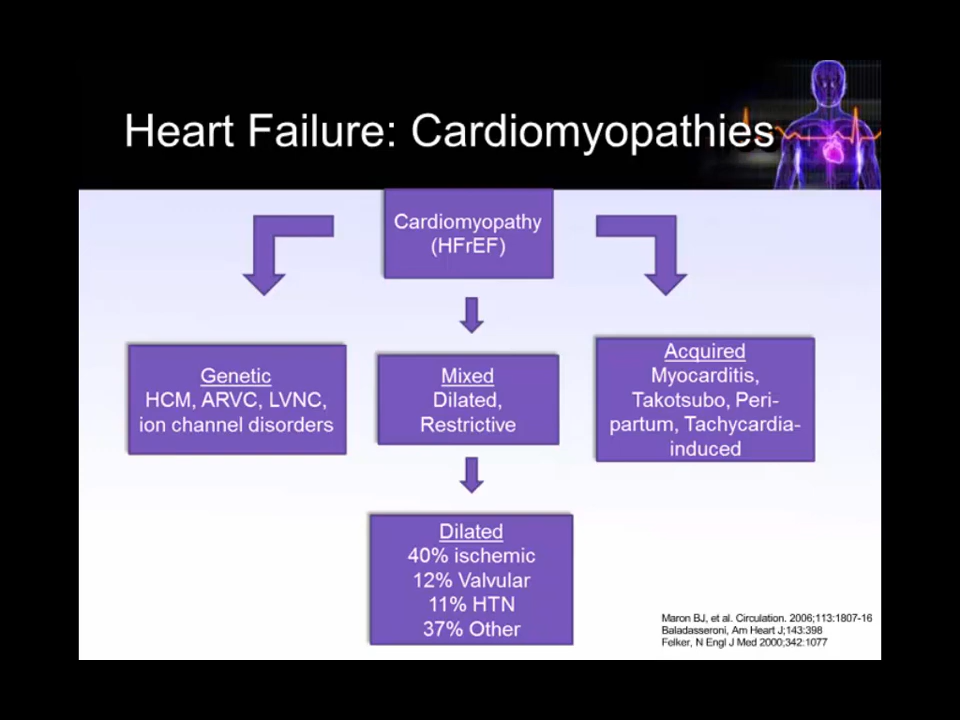 Heart Failure: Cardiomyopathies
Cardiomyopathy
(HFrEF)
Genetic
HCM, ARVC, LVNC,
ion channel disorders
Mixed
Dilated,
Restrictive
Acquired
Myocarditis,
Takotsubo, Peri-
partum, Tachycardia-
induced
Dilated
40% ischemic
12% Valvular
11% HTN
37% Other
Maron BJ, et al. Circulation. 2006;113:1807-16
Baladasseroni, Am Heart J;143:398
Felker, N Engl J Med 2000;342:1077